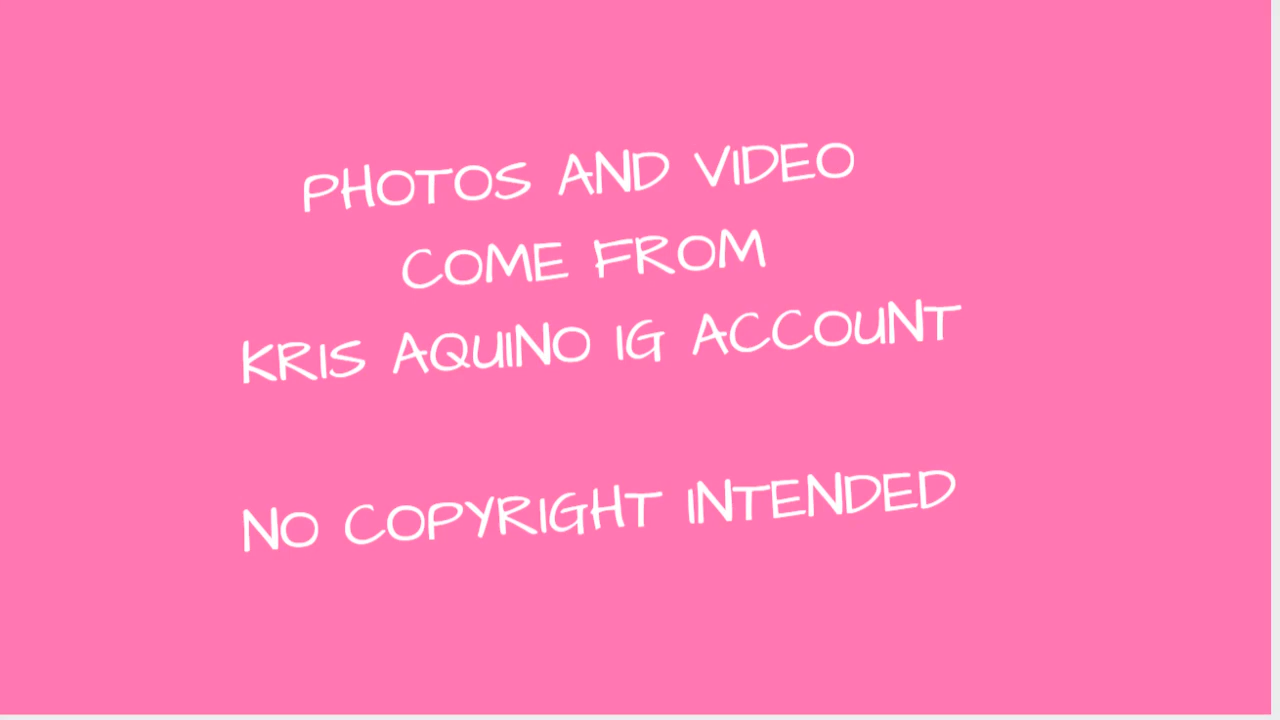 PHOTOS AND VIDEO
COME FROM
KRIS AQUINO IG ACCOUNT
NO COPYRIGHT INTENDED